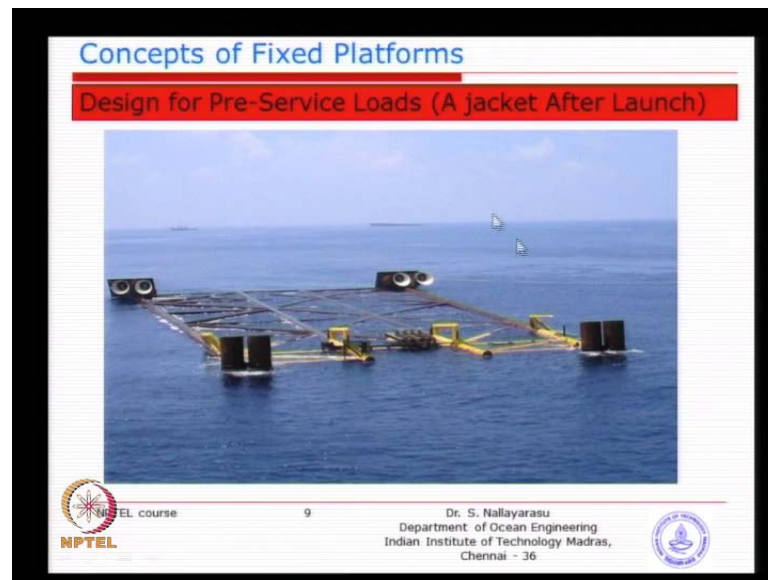 Concepts of Fixed Platforms
Design for Pre-Service Loads (A jacket After Launch)
NPTEL course
9
Dr. S. Nallayarasu
Department of Ocean Engineering
Indian Institute of Technology Madras,
Chennai - 36
NPTEL